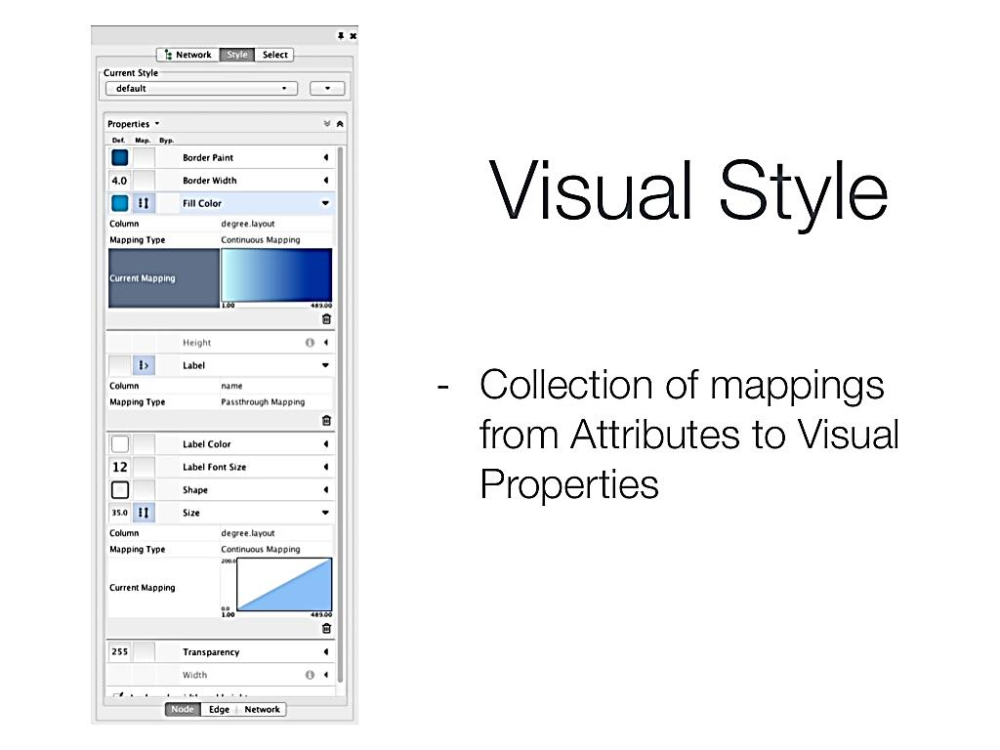 Network Style Select
Current Style
default
Properties
Def. Map. Byp.
Border Paint
4.0 Border Width
Fill Color
Column degree.layout
Mapping Type Continuous Mapping
Current Mapping
1.00 489.00
Height
Label
Column name
Mapping Type Passthrough Mapping
Label Color
12 Label Font Size
Shape
35.0 Size
Column degree.layout
Mapping Type Continuous Mapping
200.0
Current Mapping
0.0
1.00 489.00
255 Transparency
Width
Node Edge Network
Visual Style
- Collection of mappings
from Attributes to Visual
Properties